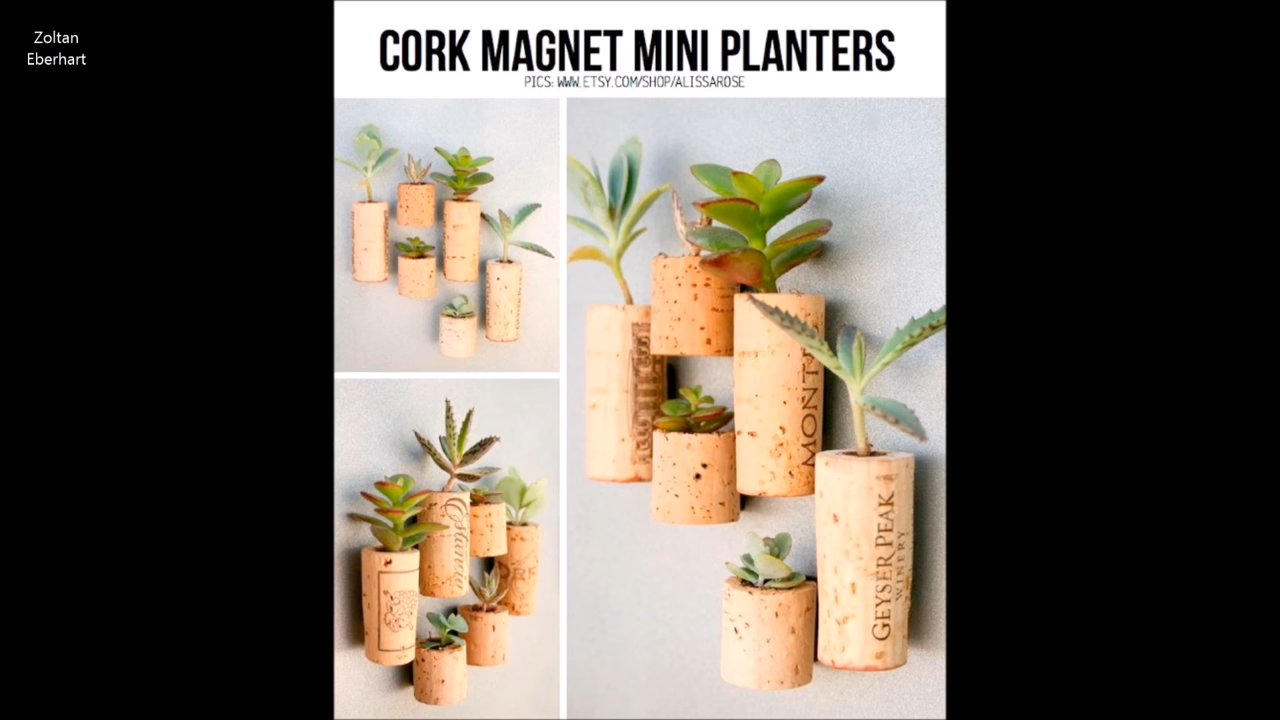 Zoltan
Eberhart
CORK MAGNET MINI PLANTERS
PICS: WWW.ETSY.COM/SHOP/ALISSAROSE
MONT
GEYSER PEAK
WINERY